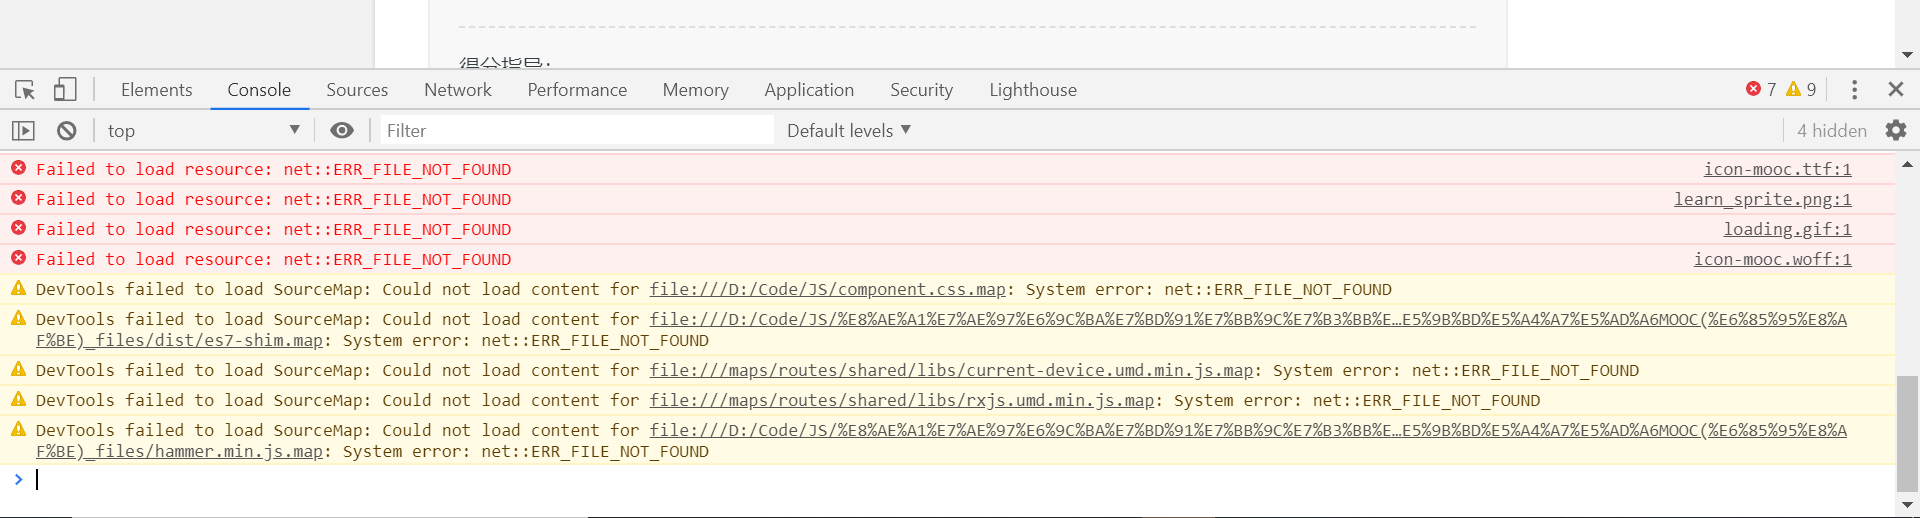 得分指导:
Elements Console Sources Network Performance Memory Application Security Lighthouse 7 9
top Filter Default levels 4 hidden
Failed to load resource: net::ERR_FILE_NOT_FOUND icon-mooc.ttf:1
Failed to load resource: net::ERR_FILE_NOT_FOUND learn_sprite.png:1
Failed to load resource: net::ERR_FILE_NOT_FOUND loading.gif:1
Failed to load resource: net::ERR_FILE_NOT_FOUND icon-mooc.woff:1
DevTools failed to load SourceMap: Could not load content for file:///D:/Code/JS/component.css.map: System error: net::ERR_FILE_NOT_FOUND
DevTools failed to load SourceMap: Could not load content for file:///D:/Code/JS/%E8%AE%A1%E7%AE%97%E6%9C%BA%E7%BD%91%E7%BB%9C%E7%B3%BB%E…E5%9B%BD%E5%A4%A7%E5%AD%A6MOOC(%E6%85%95%E8%A
F%BE)_files/dist/es7-shim.map: System error: net::ERR_FILE_NOT_FOUND
DevTools failed to load SourceMap: Could not load content for file:///maps/routes/shared/libs/current-device.umd.min.js.map: System error: net::ERR_FILE_NOT_FOUND
DevTools failed to load SourceMap: Could not load content for file:///maps/routes/shared/libs/rxjs.umd.min.js.map: System error: net::ERR_FILE_NOT_FOUND
DevTools failed to load SourceMap: Could not load content for file:///D:/Code/JS/%E8%AE%A1%E7%AE%97%E6%9C%BA%E7%BD%91%E7%BB%9C%E7%B3%BB%E…E5%9B%BD%E5%A4%A7%E5%AD%A6MOOC(%E6%85%95%E8%A
F%BE)_files/hammer.min.js.map: System error: net::ERR_FILE_NOT_FOUND